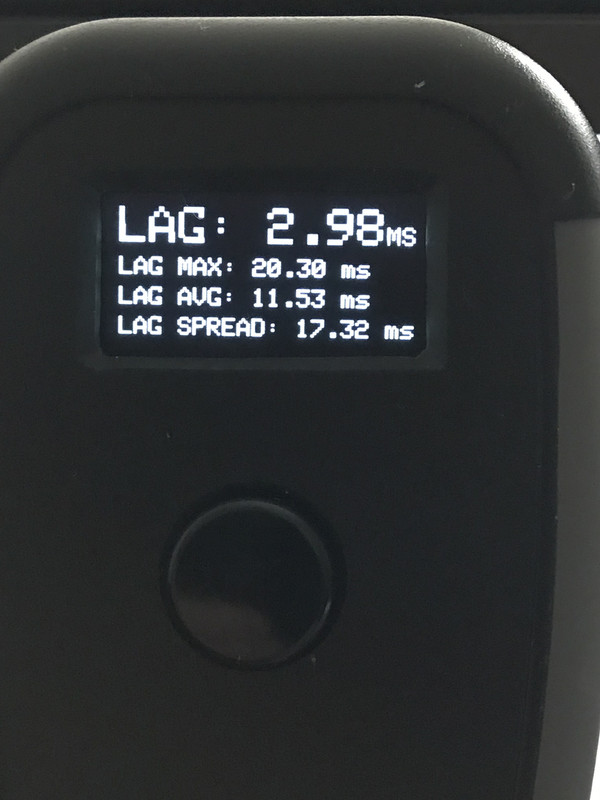 LAG: 2.98MS
LAG MAX: 20.30 ms
LAG AVG: 11.53 ms
LAG SPREAD: 17.32 ms